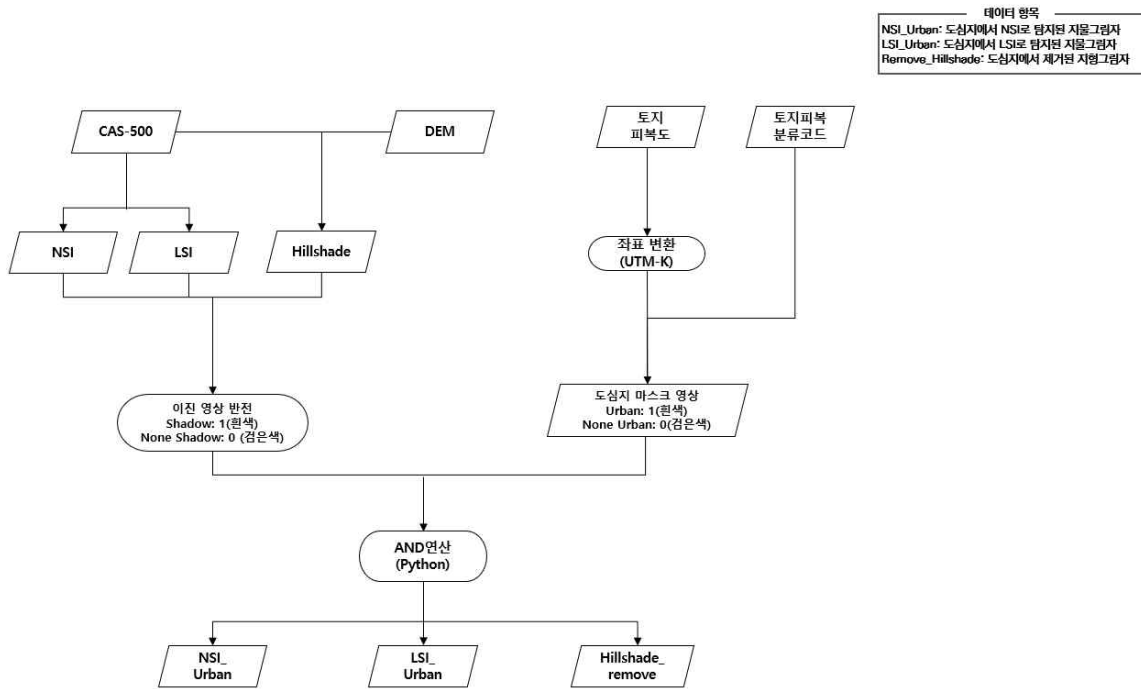 데이터 항목
NSI_Urban: 도심지에서 NSI로 탐지된 지물그림자
LSI_Urban: 도심지에서 LSI로 탐지된 지물그림자
Remove_Hillshade: 도심지에서 제거된 지형그림자
CAS-500
DEM
토지
피복도
토지피복
분류코드
NSI
LSI
Hillshade
좌표 변환
(UTM-K)
이진 영상 반전
Shadow: 1(흰색)
None Shadow: 0 (검은색)
도심지 마스크 영상
Urban: 1(흰색)
None Urban: 0(검은색)
AND연산
(Python)
NSI_
Urban
LSI_
Urban
Hillshade_
remove